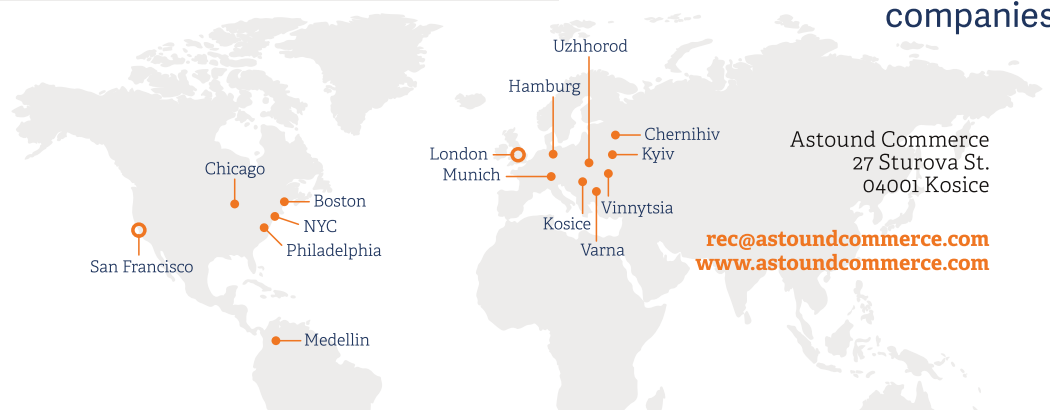 companies
Uzhhorod
Hamburg
Chernihiv
London
Kyiv
Munich
Chicago
Boston
NYC
Philadelphia
San Francisco
Vinnytsia
Kosice
Varna
Medellin
Astound Commerce
27 Sturova St.
04001 Kosice
rec@astoundcommerce.com
www.astoundcommerce.com